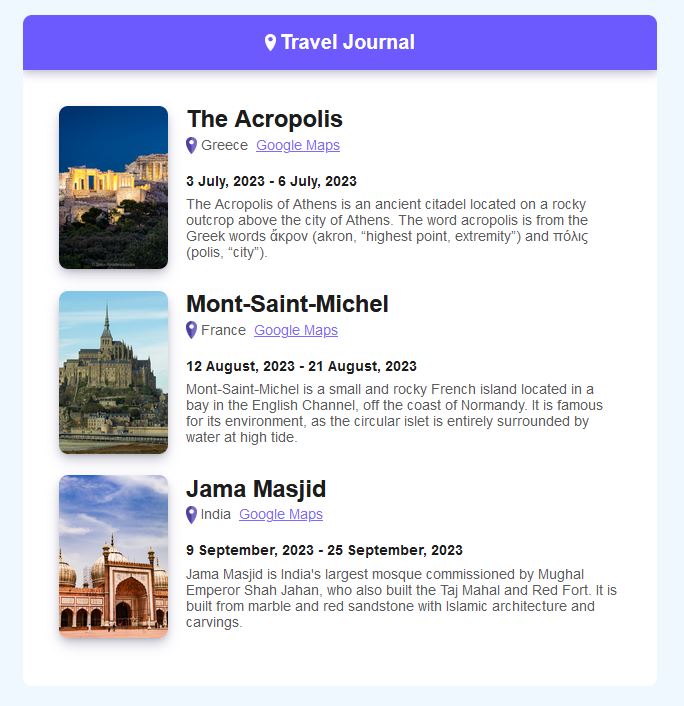 Travel Journal
The Acropolis
Greece Google Maps
3 July, 2023 - 6 July, 2023
The Acropolis of Athens is an ancient citadel located on a rocky
outcrop above the city of Athens. The word acropolis is from the
Greek words ἄκρον (akron, “highest point, extremity”) and πόλις
(polis, “city”).
Mont-Saint-Michel
France Google Maps
12 August, 2023 - 21 August, 2023
Mont-Saint-Michel is a small and rocky French island located in a
bay in the English Channel, off the coast of Normandy. It is famous
for its environment, as the circular islet is entirely surrounded by
water at high tide.
Jama Masjid
India Google Maps
9 September, 2023 - 25 September, 2023
Jama Masjid is India's largest mosque commissioned by Mughal
Emperor Shah Jahan, who also built the Taj Mahal and Red Fort. It is
built from marble and red sandstone with Islamic architecture and
carvings.